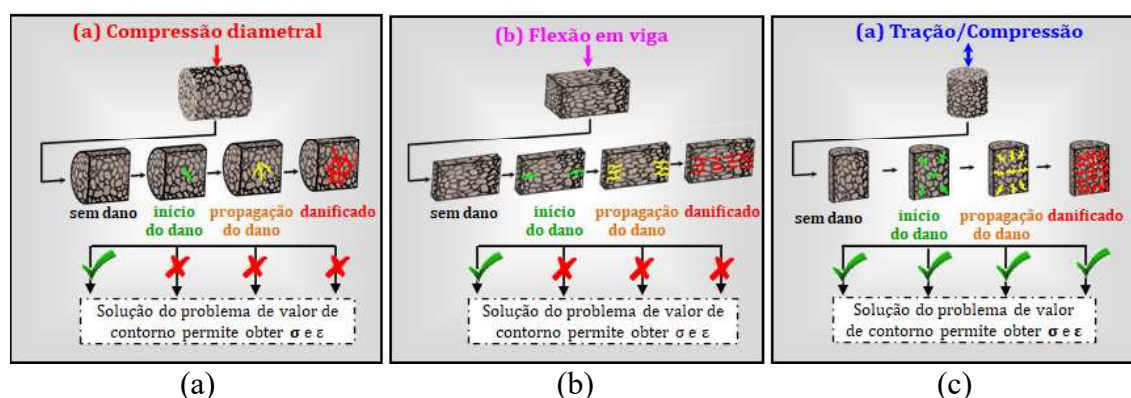 (a) Compressão diametral
sem dano
início
do dano
propagação
do dano
danificado
Solução do problema de valor de
contorno permite obter σ e ε
(a)
(b) Flexão em viga
sem dano
início
do dano
propagação
do dano
danificado
Solução do problema de valor de
contorno permite obter σ e ε
(b)
(a) Tração/Compressão
sem dano
início
do dano
propagação
do dano
danificado
Solução do problema de valor
de contorno permite obter σ e ε
(c)